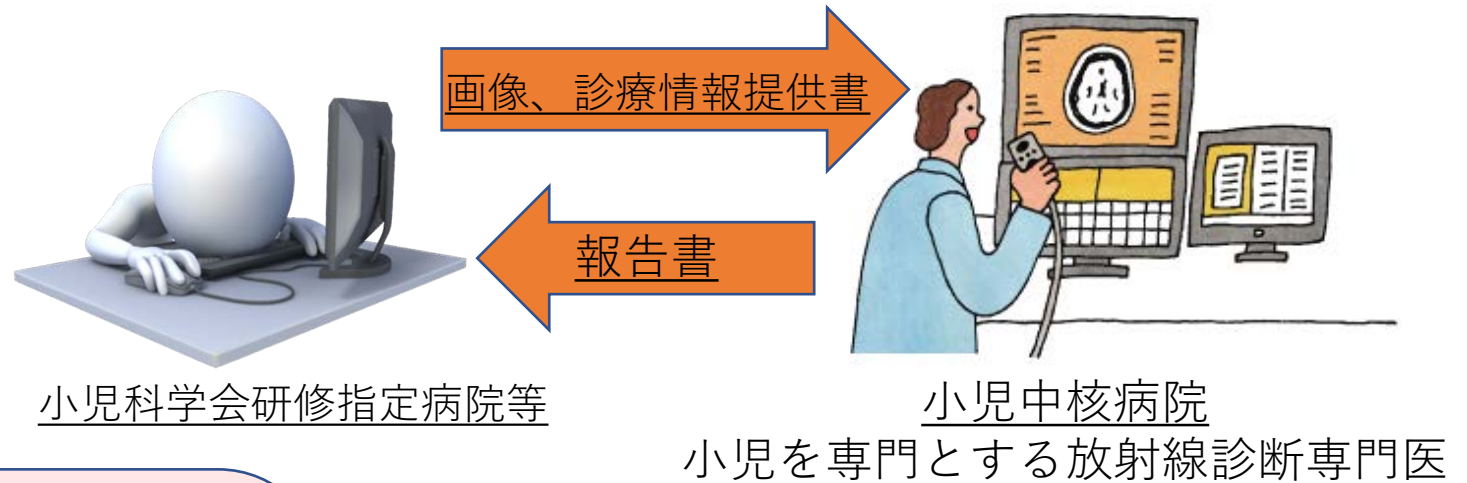 画像、診療情報提供書
報告書
小児科学会研修指定病院等
小児中核病院
小児を専門とする放射線診断専門医